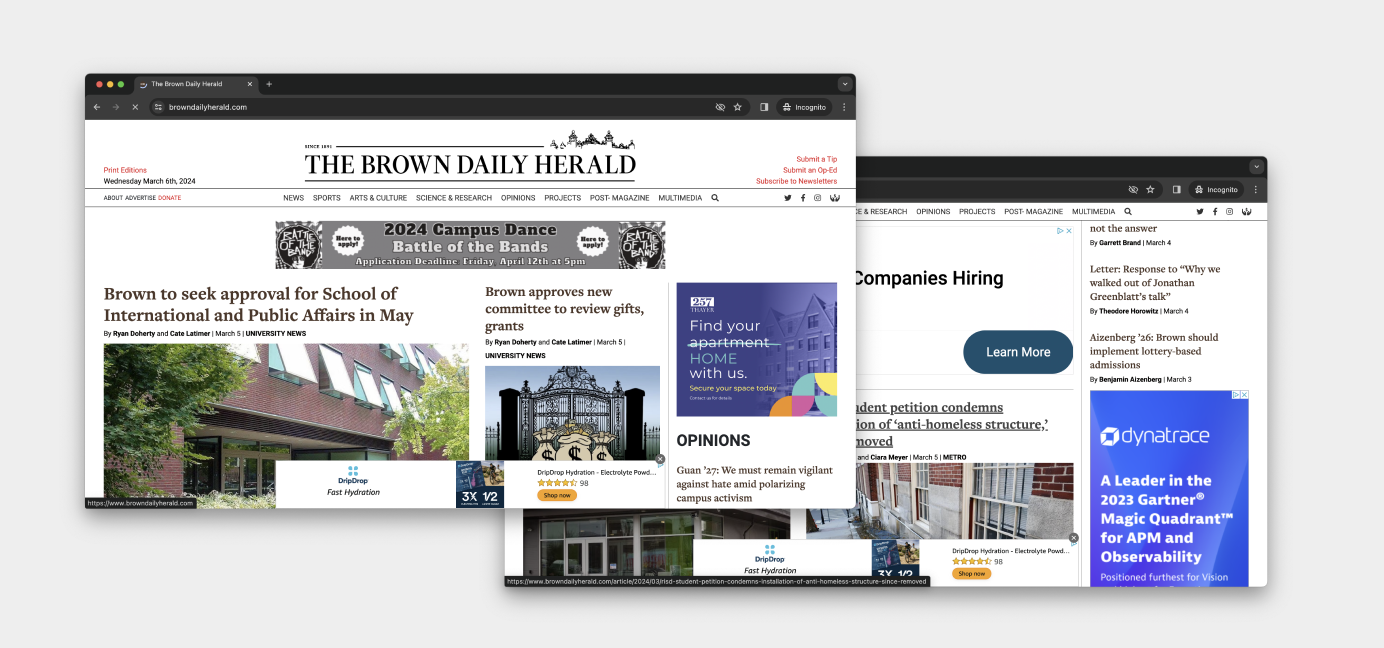 The Brown Daily Herald
browndailyherald.com
Incognito
SINCE 1891
THE BROWN DAILY HERALD
Print Editions
Wednesday March 6th, 2024
Submit a Tip
Submit an Op-Ed
Subscribe to Newsletters
ABOUT ADVERTISE DONATE
NEWS SPORTS ARTS & CULTURE SCIENCE & RESEARCH OPINIONS PROJECTS POST- MAGAZINE MULTIMEDIA
BATTLE OF THE BANDS
Here to apply!
2024 Campus Dance
Battle of the Bands
Application Deadline: Friday, April 12th at 5pm
Here to apply!
BATTLE OF THE BANDS
Brown to seek approval for School of
International and Public Affairs in May
By Ryan Doherty and Cate Latimer | March 5 | UNIVERSITY NEWS
Brown approves new
committee to review gifts,
grants
By Ryan Doherty and Cate Latimer | March 5 |
UNIVERSITY NEWS
257
THAYER
Find your
apartment
HOME
with us.
Secure your space today
Contact us for details
OPINIONS
Guan ’27: We must remain vigilant
against hate amid polarizing
campus activism
DripDrop
Fast Hydration
3X 1/2
DripDrop Hydration - Electrolyte Powd...
98
Shop now
https://www.browndailyherald.com
Incognito
CE & RESEARCH OPINIONS PROJECTS POST- MAGAZINE MULTIMEDIA
Companies Hiring
Learn More
udent petition condemns
ion of ‘anti-homeless structure,’
moved
and Ciara Meyer | March 5 | METRO
not the answer
By Garrett Brand | March 4
Letter: Response to “Why we
walked out of Jonathan
Greenblatt’s talk”
By Theodore Horowitz | March 4
Aizenberg ’26: Brown should
implement lottery-based
admissions
By Benjamin Aizenberg | March 3
dynatrace
A Leader in the
2023 Gartner®
Magic Quadrant™
for APM and
Observability
Positioned furthest for Vision
DripDrop
Fast Hydration
3X 1/2
DripDrop Hydration - Electrolyte Powd...
98
Shop now
https://www.browndailyherald.com/article/2024/03/risd-student-petition-condemns-installation-of-anti-homeless-structure-since-removed